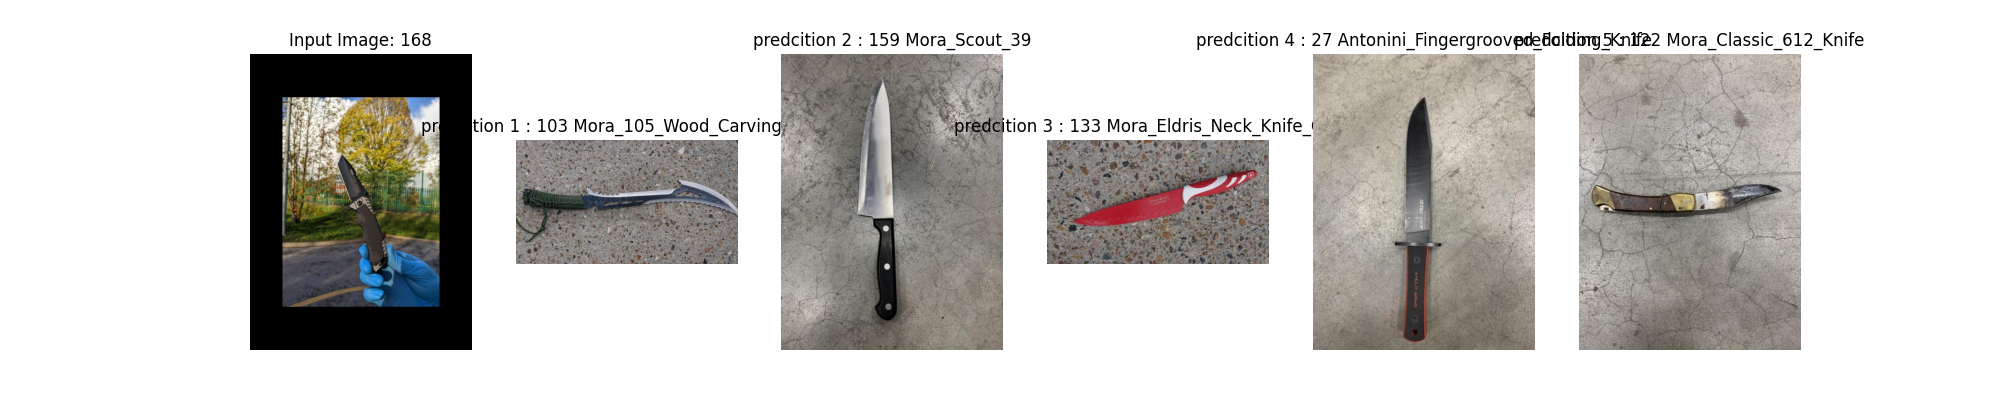 Input Image: 168
predcition 1 : 103 Mora_105_Wood_Carving
predcition 2 : 159 Mora_Scout_39
predcition 3 : 133 Mora_Eldris_Neck_Knife_
predcition 4 : 27 Antonini_Fingergrooved_Folding_Knife
predcition 5 : 122 Mora_Classic_612_Knife